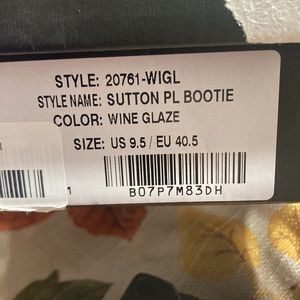 STYLE: 20761-WIGL
STYLE NAME: SUTTON PL BOOTIE
COLOR: WINE GLAZE
SIZE: US 9.5 / EU 40.5
B07P7M83DH